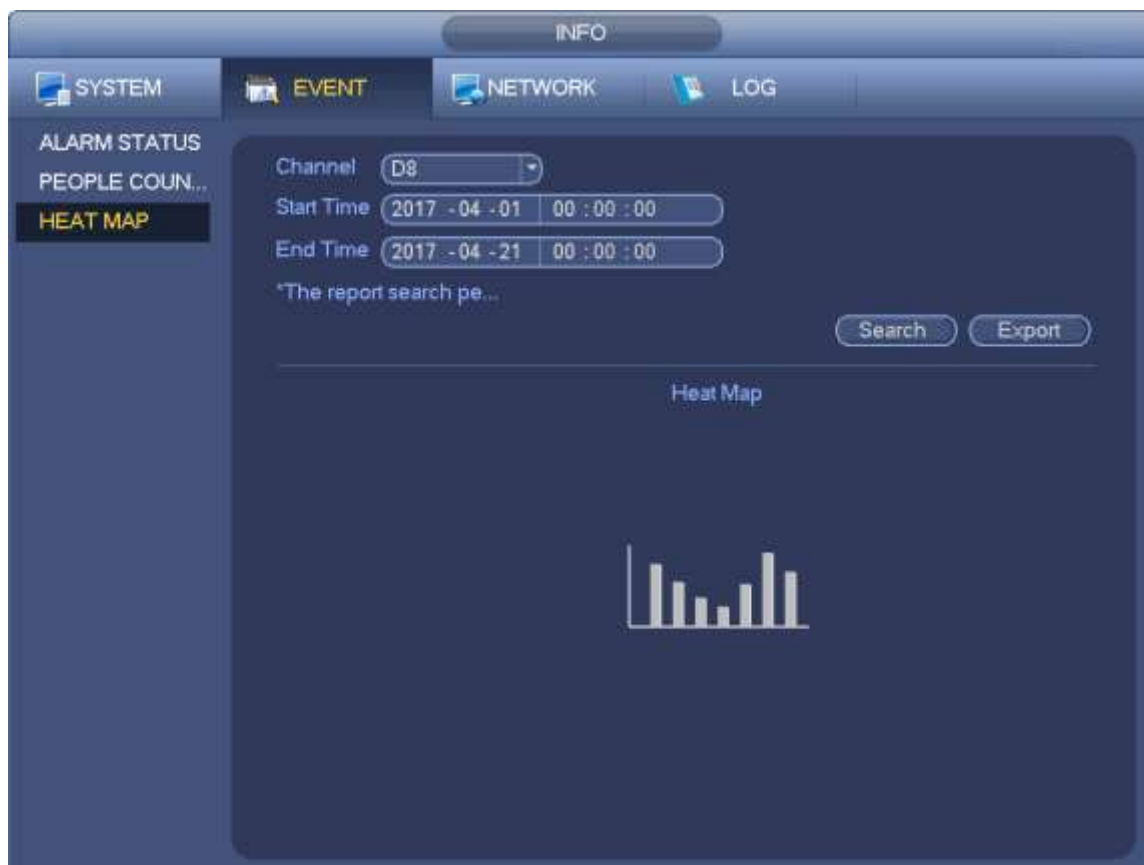 INFO
SYSTEM EVENT NETWORK LOG
ALARM STATUS
PEOPLE COUN...
HEAT MAP
Channel D8
Start Time 2017 - 04 - 01 00 : 00 : 00
End Time 2017 - 04 - 21 00 : 00 : 00
*The report search pe...
Search Export
Heat Map